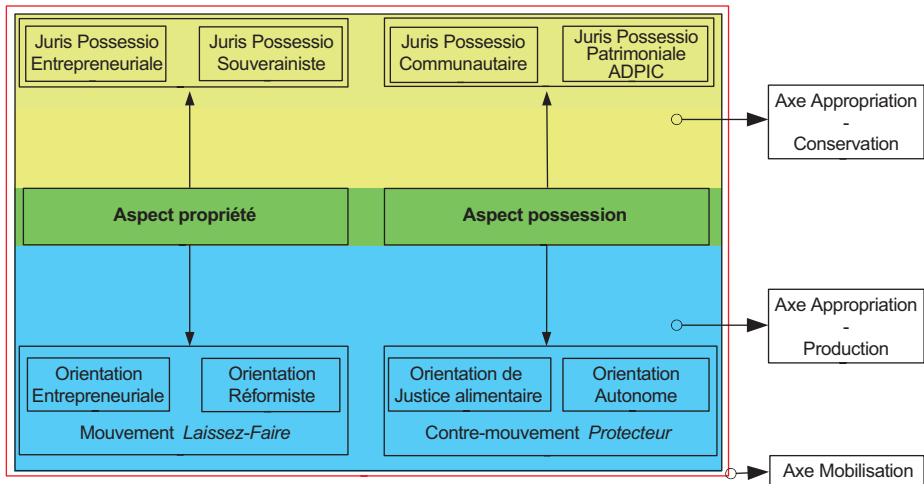 Juris Possessio
Entrepreneuriale
Juris Possessio
Souverainiste
Juris Possessio
Communautaire
Juris Possessio
Patrimoniale
ADPIC
Axe Appropriation
-
Conservation
Aspect propriété
Aspect possession
Axe Appropriation
-
Production
Orientation
Entrepreneuriale
Orientation
Réformiste
Mouvement Laissez-Faire
Orientation de
Justice alimentaire
Orientation
Autonome
Contre-mouvement Protecteur
Axe Mobilisation